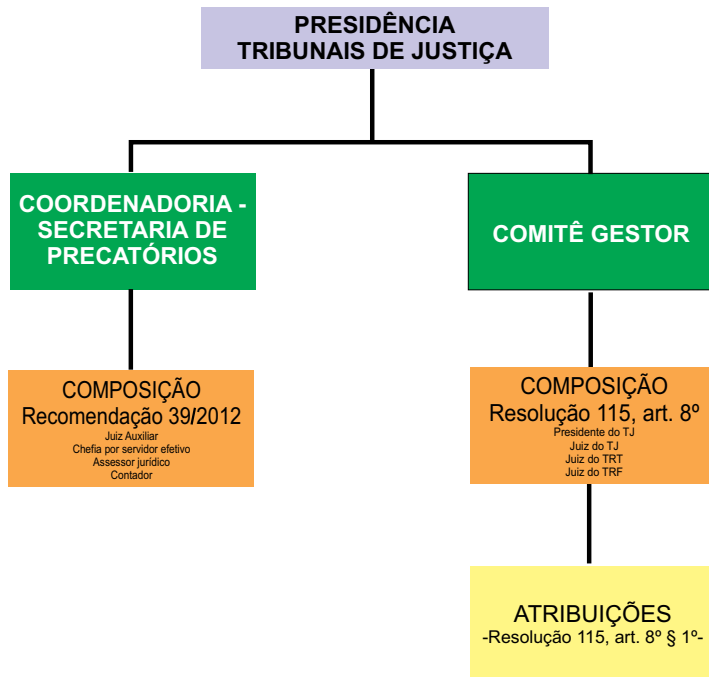 PRESIDÊNCIA
TRIBUNAIS DE JUSTIÇA
COORDENADORIA -
SECRETARIA DE
PRECATÓRIOS
COMITÊ GESTOR
COMPOSIÇÃO
Recomendação 39/2012
Juiz Auxiliar
Chefia por servidor efetivo
Assessor jurídico
Contador
COMPOSIÇÃO
Resolução 115, art. 8º
Presidente do TJ
Juiz do TJ
Juiz do TRT
Juiz do TRF
ATRIBUIÇÕES
-Resolução 115, art. 8º § 1º-